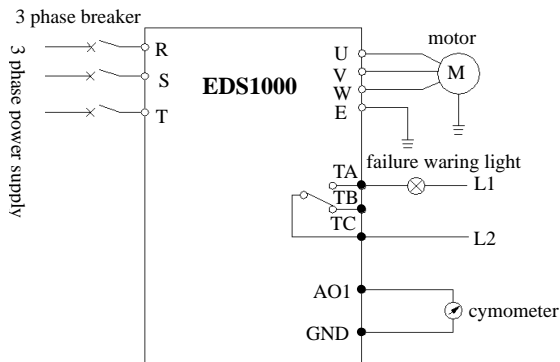 3 phase breaker
3 phase power supply
R
S
T
EDS1000
U
V
W
E
motor
M
failure waring light
TA
L1
TB
TC
L2
AO1
cymometer
GND